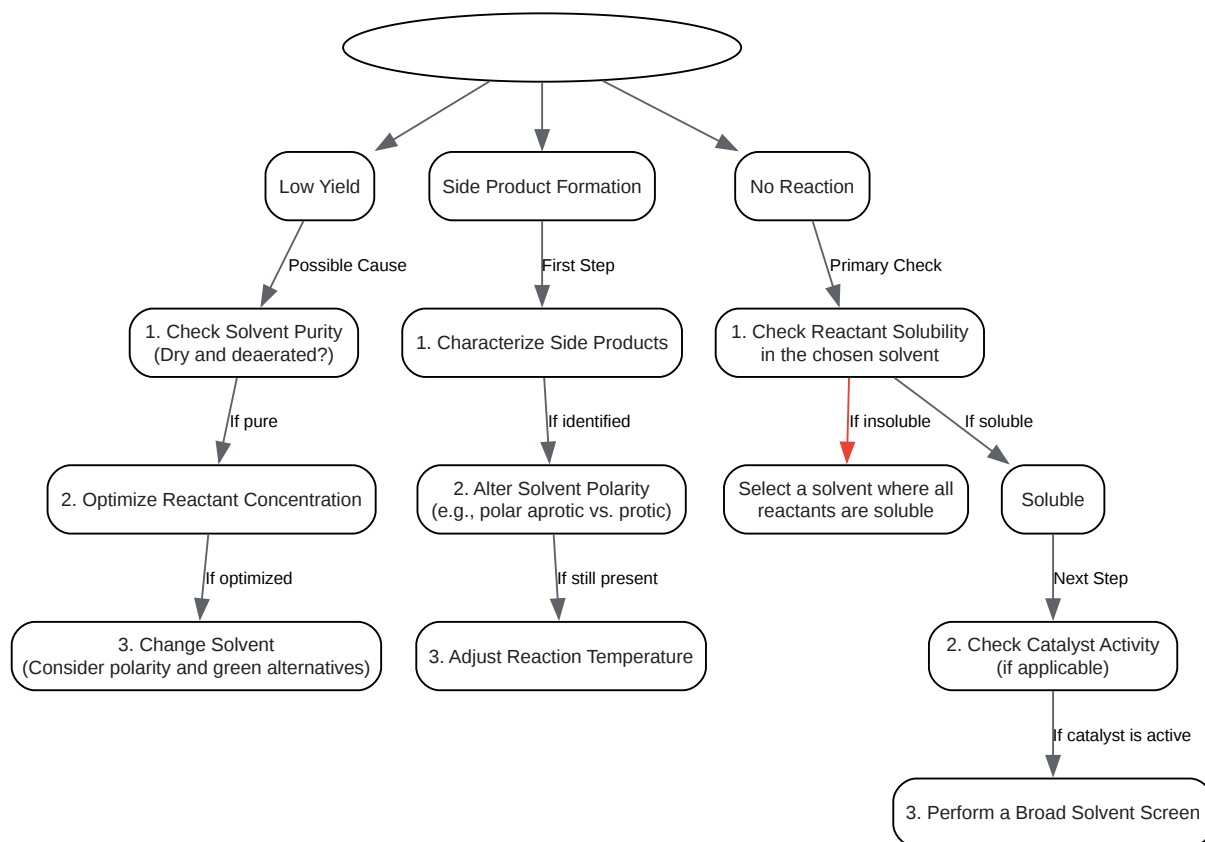 Low Yield
Side Product Formation
No Reaction
Possible Cause
First Step
Primary Check
1. Check Solvent Purity
(Dry and deaerated?)
1. Characterize Side Products
1. Check Reactant Solubility
in the chosen solvent
If pure
If identified
If insoluble
If soluble
2. Optimize Reactant Concentration
2. Alter Solvent Polarity
(e.g., polar aprotic vs. protic)
Select a solvent where all
reactants are soluble
Soluble
If optimized
If still present
Next Step
3. Change Solvent
(Consider polarity and green alternatives)
3. Adjust Reaction Temperature
2. Check Catalyst Activity
(if applicable)
If catalyst is active
3. Perform a Broad Solvent Screen